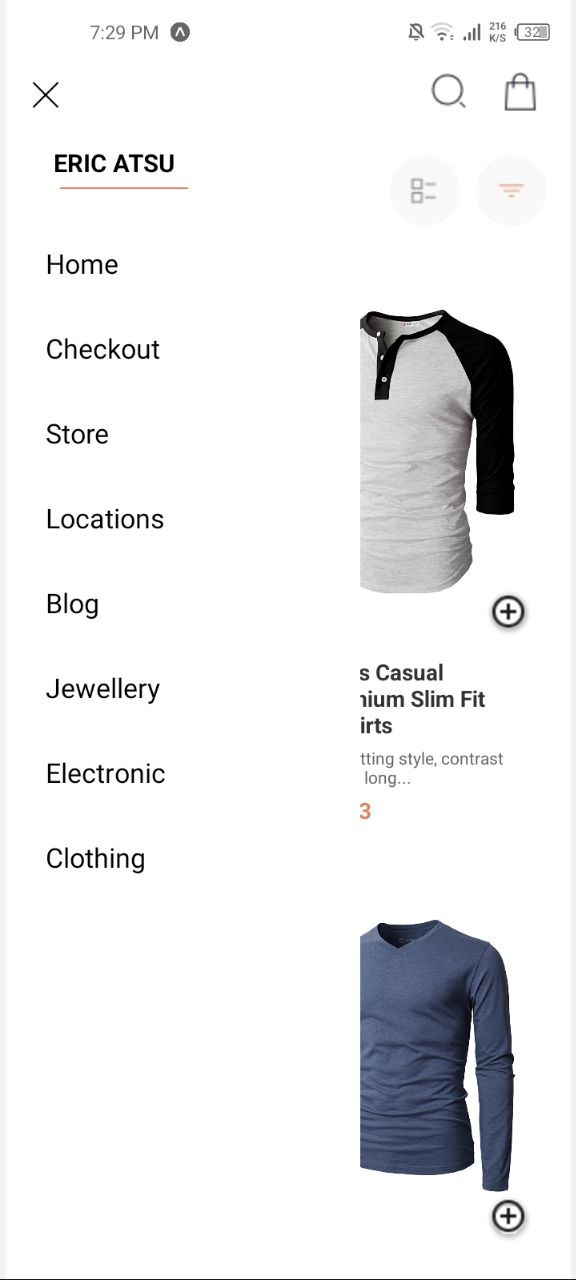 7:29 PM
216
K/S
32
ERIC ATSU
Home
Checkout
Store
Locations
Blog
Jewellery
Electronic
Clothing
s Casual
nium Slim Fit
irts
tting style, contrast
long...
3